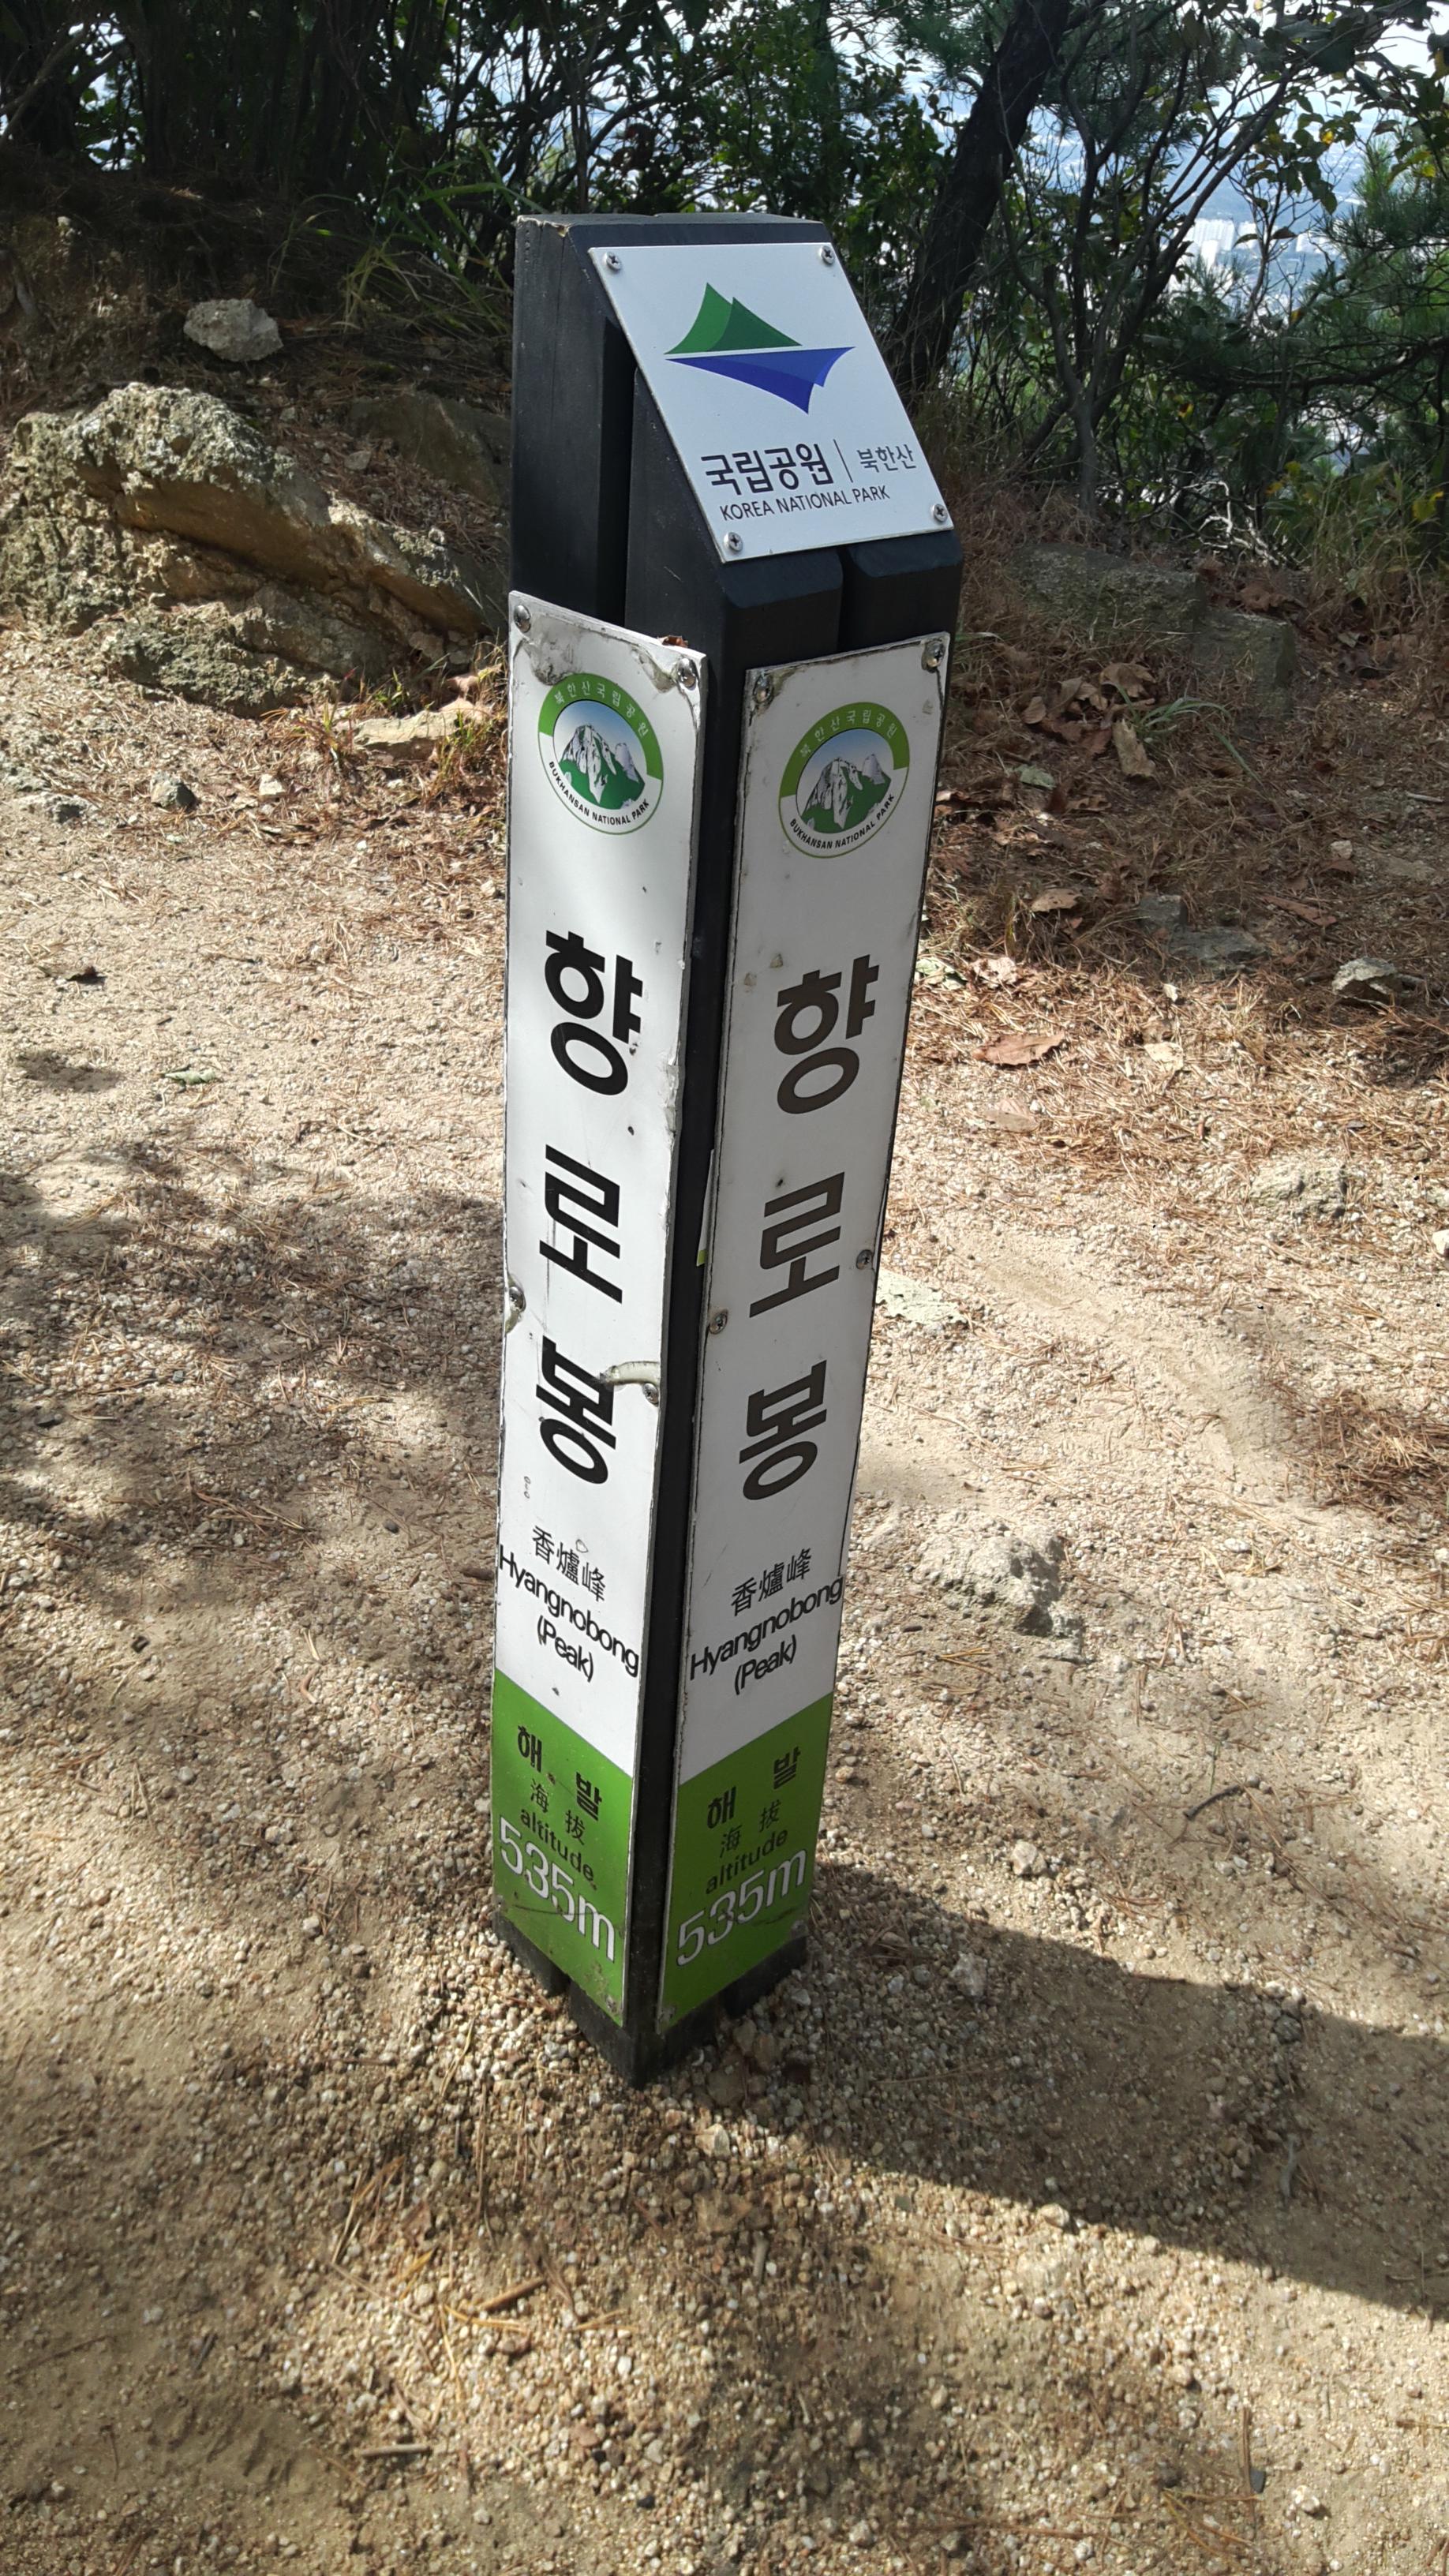 국립공원 | 북한산
KOREA NATIONAL PARK
북한산국립공원
BUKHANSAN NATIONAL PARK
향로봉
香爐峰
Hyangnobong
(Peak)
해발
海拔
altitude
535m
북한산국립공원
BUKHANSAN NATIONAL PARK
향로봉
香爐峰
Hyangnobong
(Peak)
해발
海拔
altitude
535m